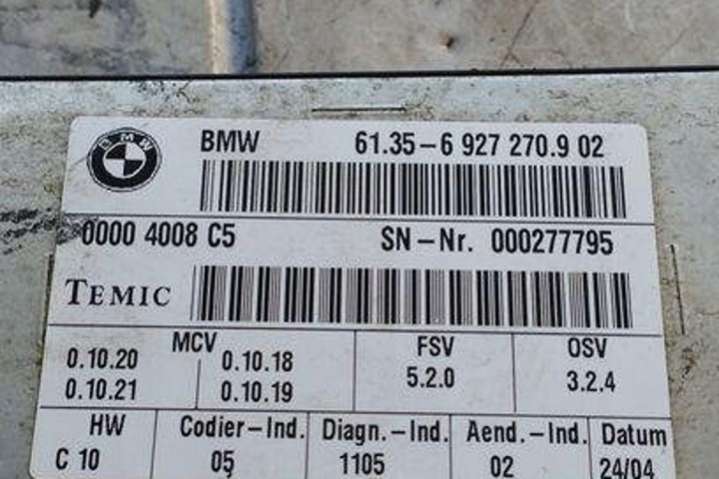 BMW
BMW 61.35-6 927 270.9 02
0000 4008 C5 SN-Nr. 000277795
TEMIC
MCV FSV OSV
0.10.20 0.10.18 5.2.0 3.2.4
0.10.21 0.10.19
HW Codier-Ind. Diagn.-Ind. Aend.-Ind. Datum
C 10 05 1105 02 24/04